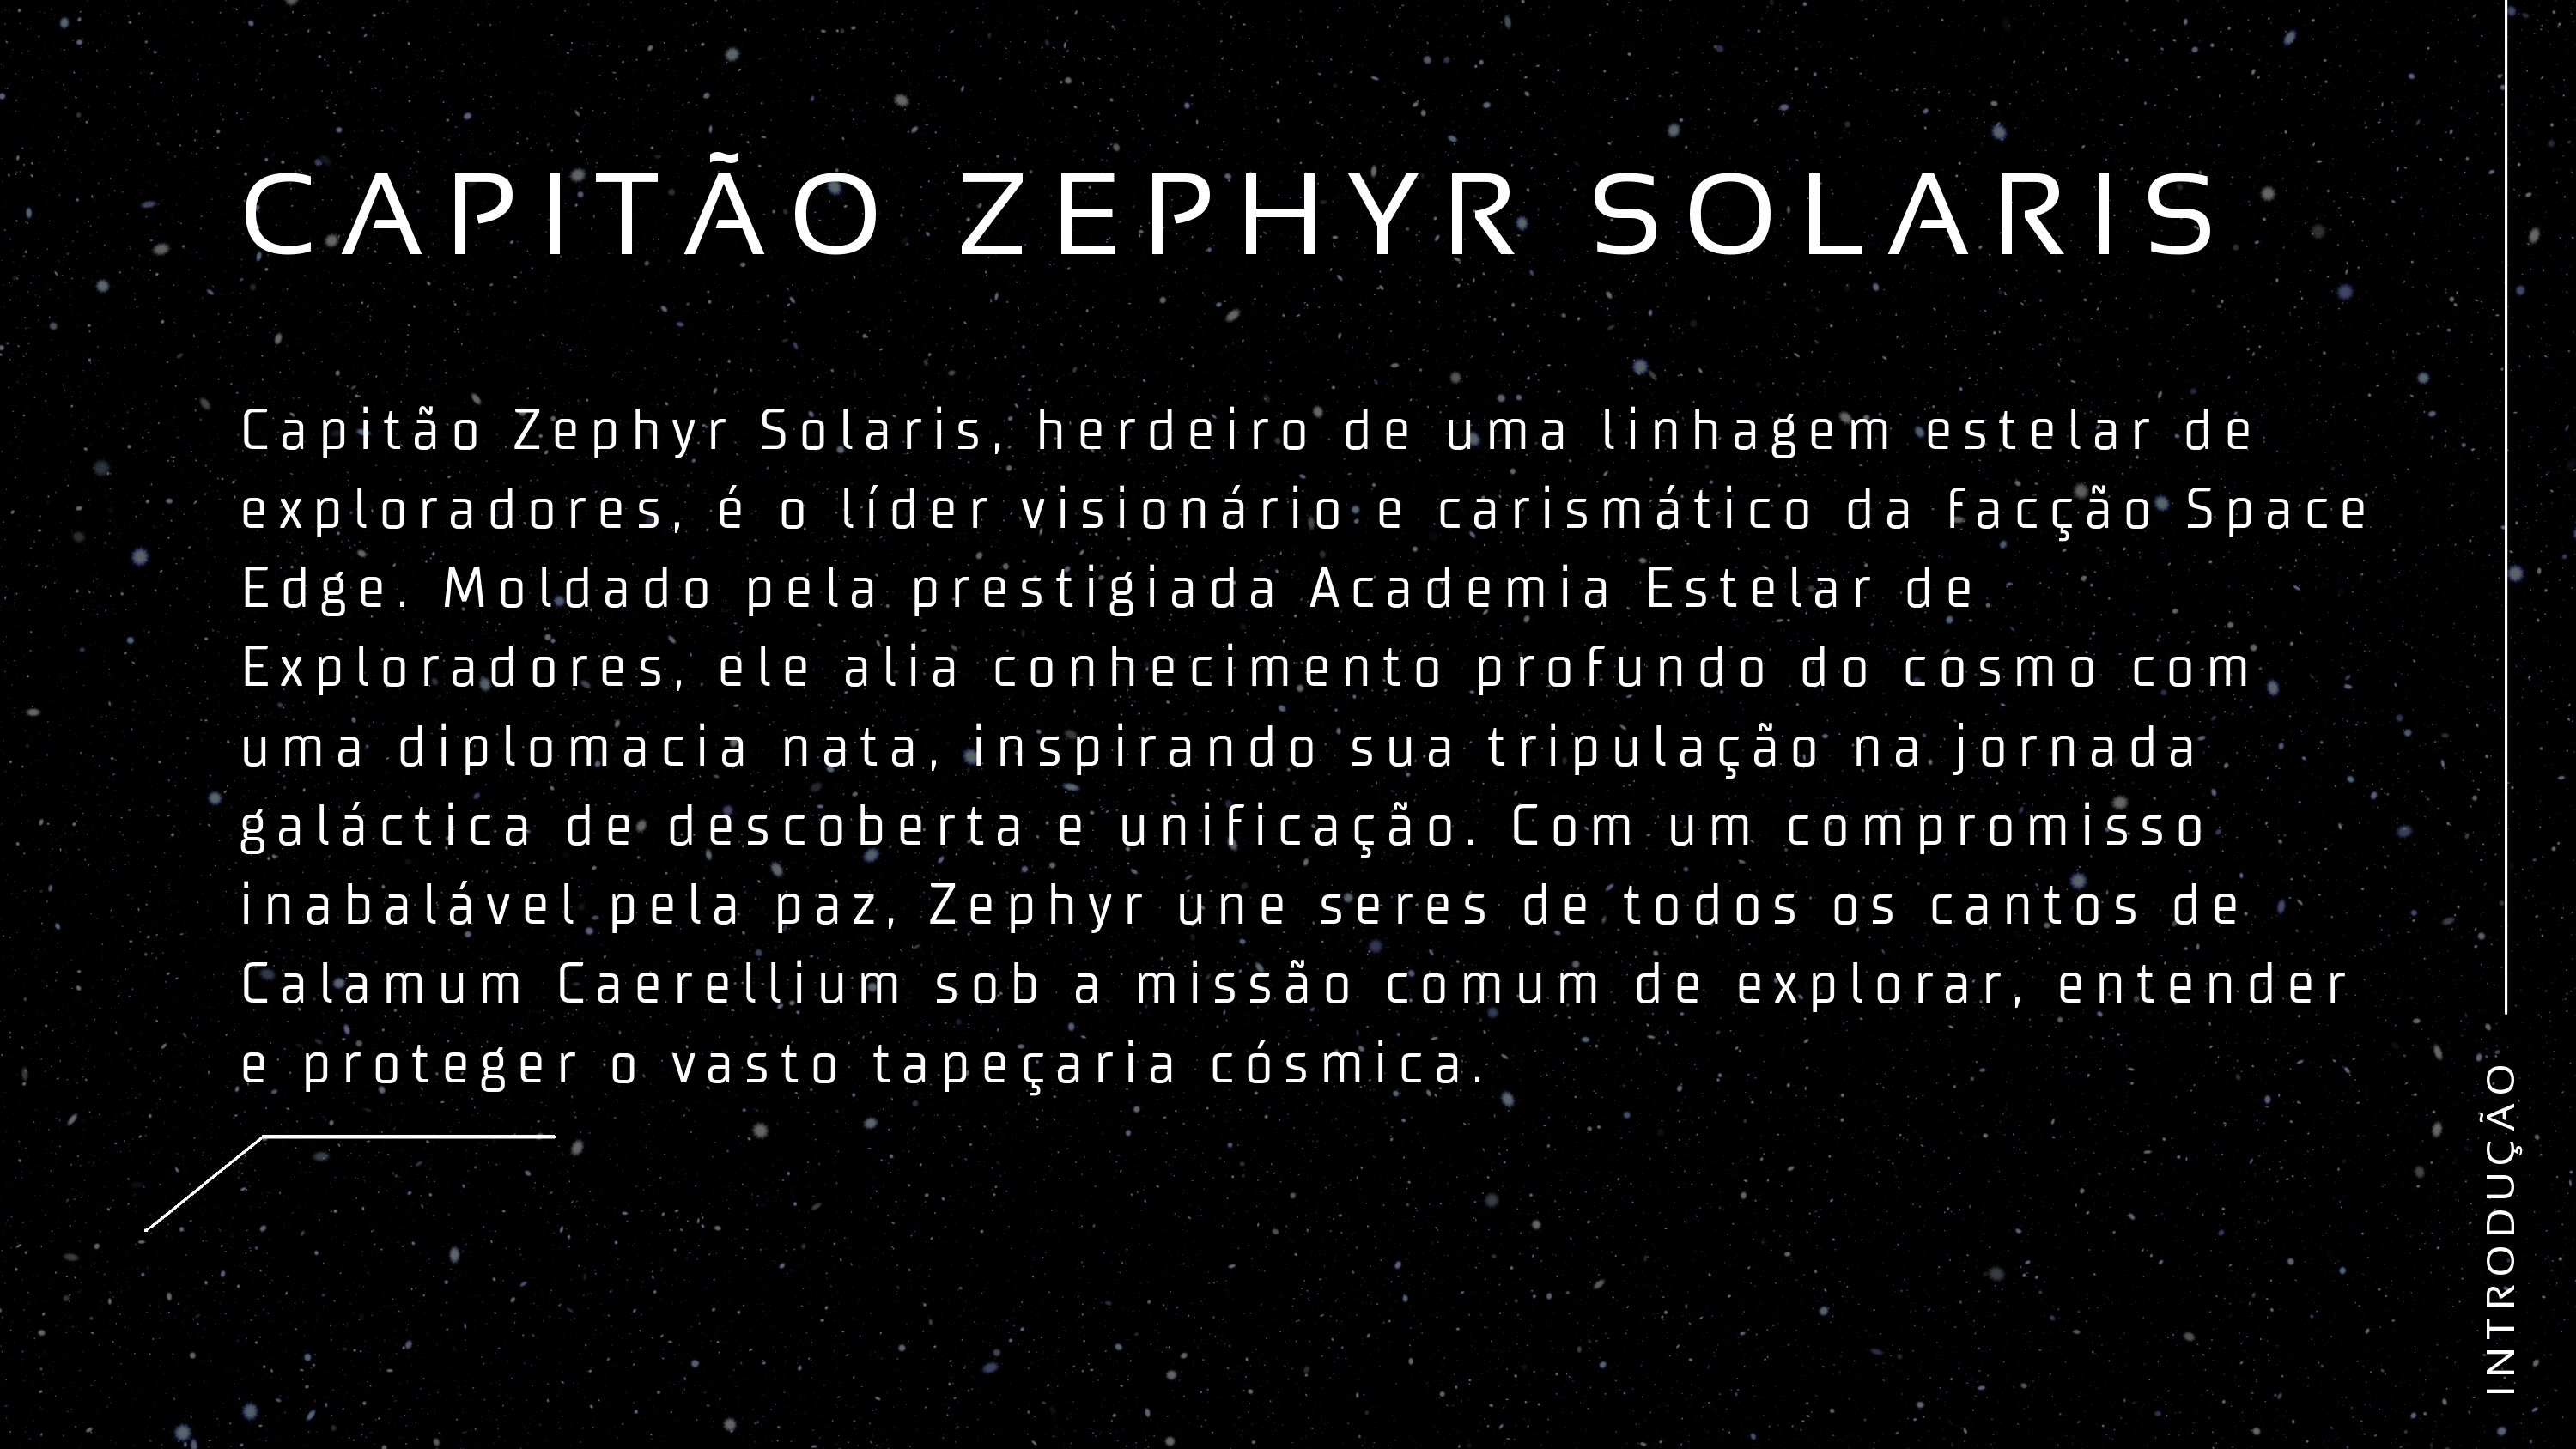 CAPITÃO ZEPHYR SOLARIS
Capitão Zephyr Solaris, herdeiro de uma linhagem estelar de
exploradores, é o líder visionário e carismático da facção Space
Edge. Moldado pela prestigiada Academia Estelar de
Exploradores, ele alia conhecimento profundo do cosmo com
uma diplomacia nata, inspirando sua tripulação na jornada
galáctica de descoberta e unificação. Com um compromisso
inabalável pela paz, Zephyr une seres de todos os cantos de
Calamum Caerellium sob a missão comum de explorar, entender
e proteger o vasto tapeçaria cósmica.
INTRODUÇÃO